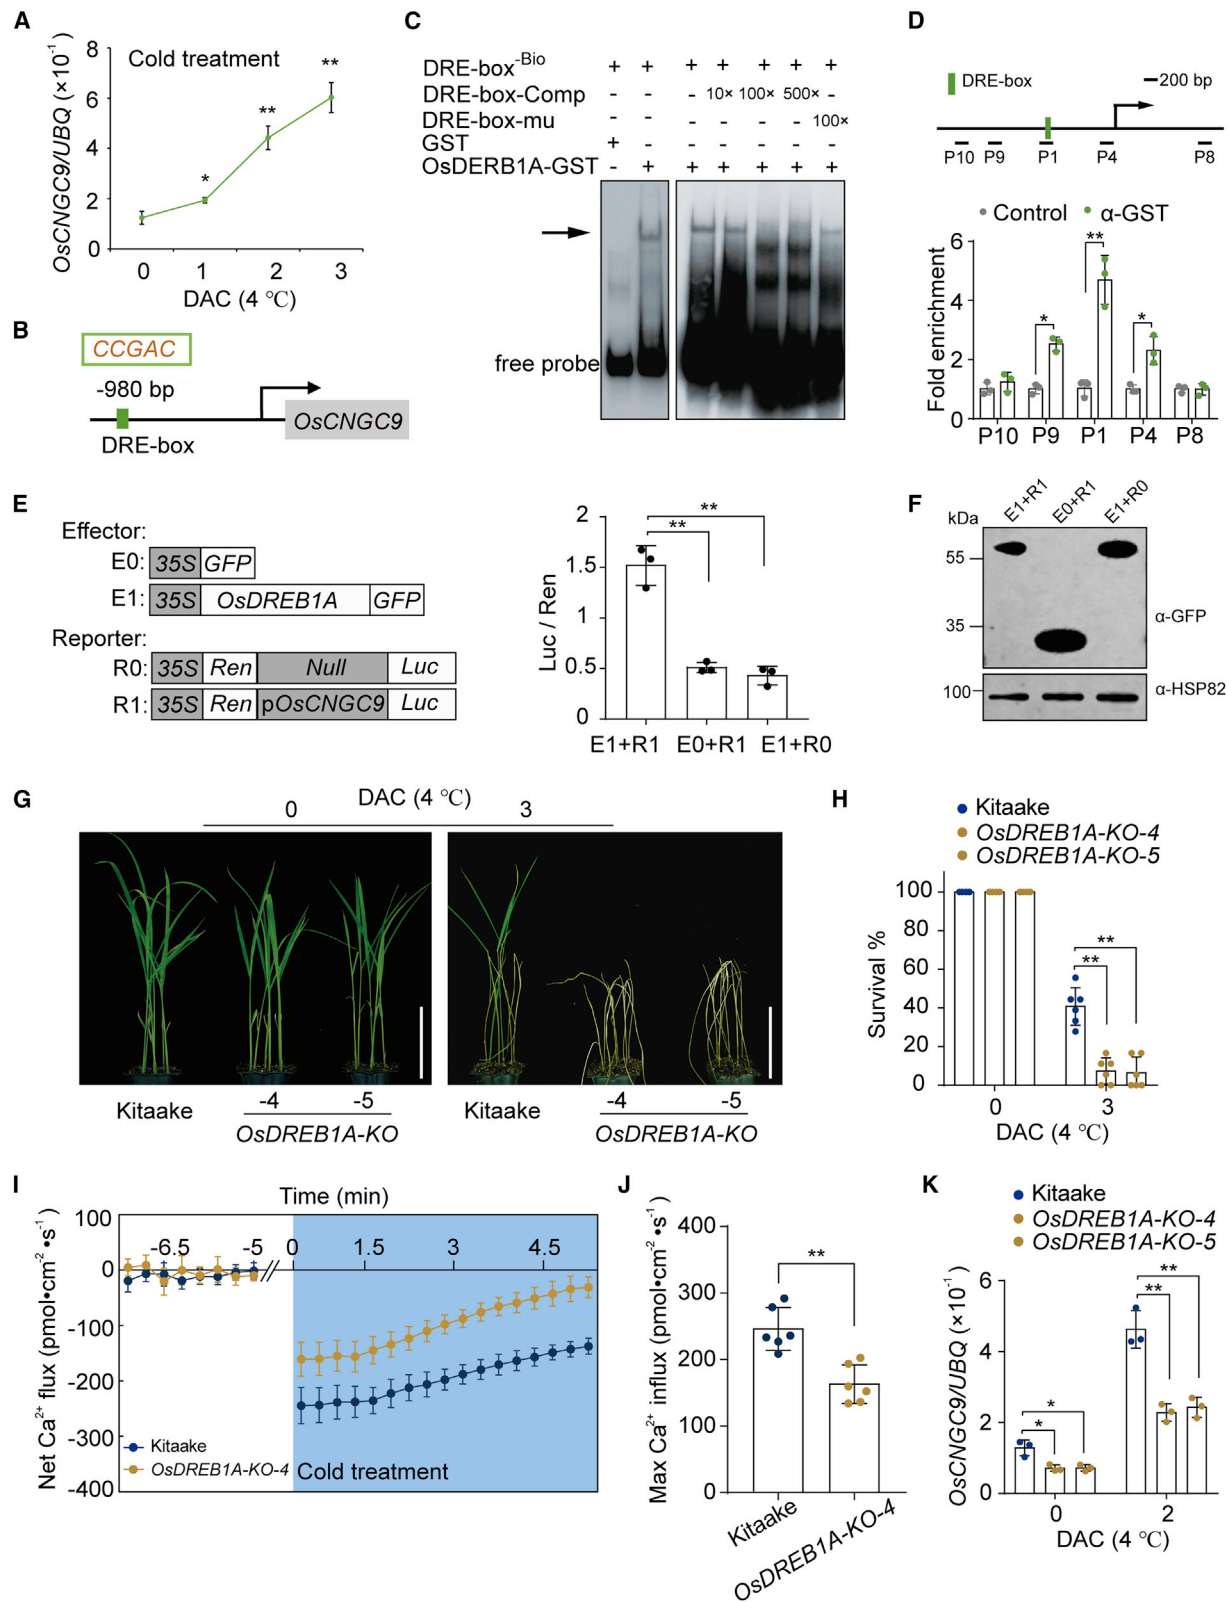 A
Cold treatment
OsCNGC9/UBQ (×10⁻¹)
8
6
4
2
0
*
**
**
0 1 2 3
DAC (4 ℃)
B
CCGAC
-980 bp
DRE-box
OsCNGC9
C
DRE-box-Bio + + + + + + +
DRE-box-Comp - - - 10× 100× 500× -
DRE-box-mu - - - - - - 100×
GST + - - - - - -
OsDERB1A-GST - + + + + + +
free probe
D
DRE-box
200 bp
P10 P9 P1 P4 P8
Control α-GST
Fold enrichment
6
4
2
0
*
**
*
P10 P9 P1 P4 P8
E
Effector:
E0: 35S GFP
E1: 35S OsDREB1A GFP
Reporter:
R0: 35S Ren Null Luc
R1: 35S Ren pOsCNGC9 Luc
Luc / Ren
2
1.5
1
0.5
0
**
**
E1+R1 E0+R1 E1+R0
F
kDa
E1+R1 E0+R1 E1+R0
55
35
100
α-GFP
α-HSP82
G
DAC (4 ℃)
0 3
Kitaake -4 -5 Kitaake -4 -5
OsDREB1A-KO OsDREB1A-KO
H
Kitaake
OsDREB1A-KO-4
OsDREB1A-KO-5
Survival %
100
80
60
40
20
0
**
**
0 3
DAC (4 ℃)
I
Time (min)
Net Ca²⁺ flux (pmol•cm⁻²•s⁻¹)
100
0
-100
-200
-300
-400
-6.5 -5 0 1.5 3 4.5
Kitaake
OsDREB1A-KO-4
Cold treatment
J
Max Ca²⁺ influx (pmol•cm⁻²•s⁻¹)
400
300
200
100
0
**
Kitaake
OsDREB1A-KO-4
K
Kitaake
OsDREB1A-KO-4
OsDREB1A-KO-5
OsCNGC9/UBQ (×10⁻¹)
6
4
2
0
*
*
**
**
0 2
DAC (4 ℃)